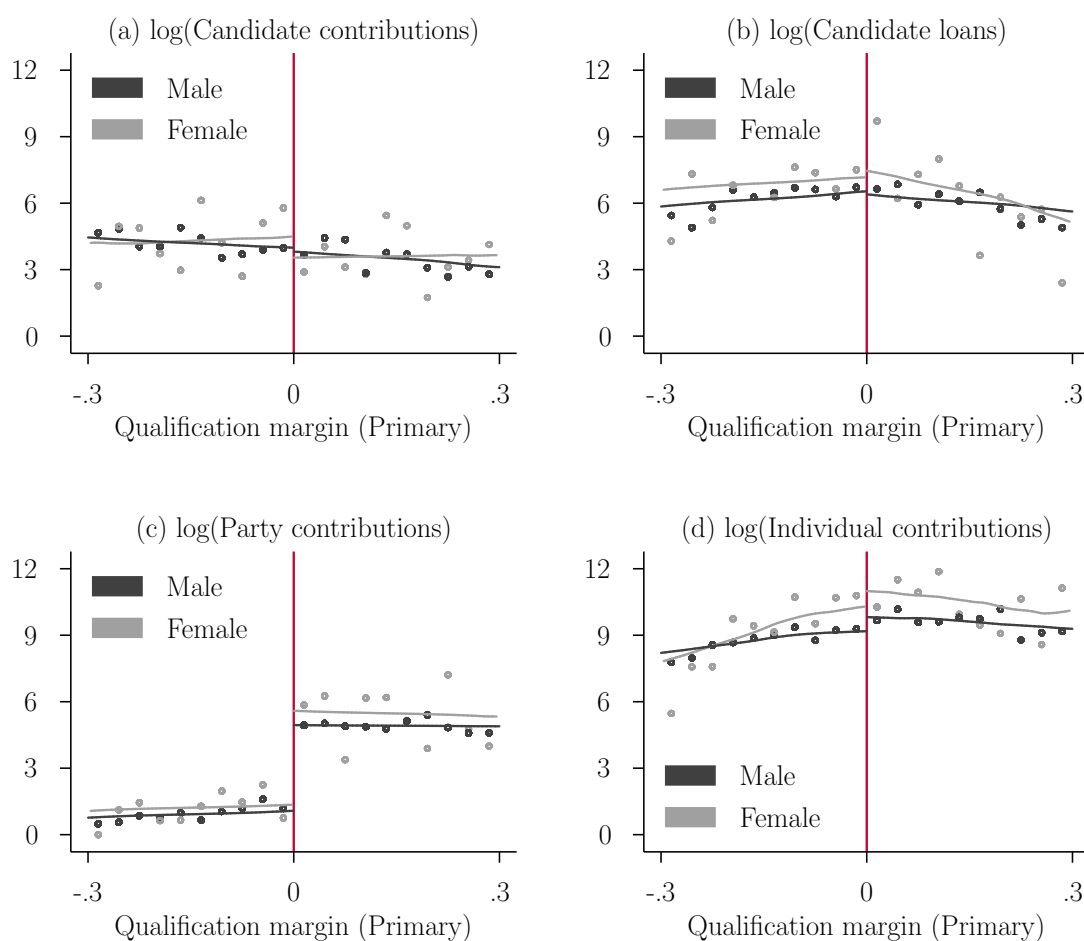 (a) log(Candidate contributions)
12
9
6
3
0
Male
Female
-.3 0 .3
Qualification margin (Primary)
(b) log(Candidate loans)
12
9
6
3
0
Male
Female
-.3 0 .3
Qualification margin (Primary)
(c) log(Party contributions)
12
9
6
3
0
Male
Female
-.3 0 .3
Qualification margin (Primary)
(d) log(Individual contributions)
12
9
6
3
0
Male
Female
-.3 0 .3
Qualification margin (Primary)